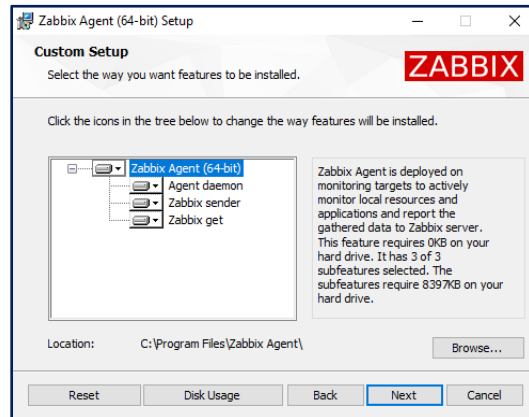 Zabbix Agent (64-bit) Setup
Custom Setup
Select the way you want features to be installed.
ZABBIX
Click the icons in the tree below to change the way features will be installed.
Zabbix Agent (64-bit)
Agent daemon
Zabbix sender
Zabbix get
Zabbix Agent is deployed on
monitoring targets to actively
monitor local resources and
applications and report the
gathered data to Zabbix server.
This feature requires 0KB on your
hard drive. It has 3 of 3
subfeatures selected. The
subfeatures require 8397KB on your
hard drive.
Location: C:\Program Files\Zabbix Agent\
Browse...
Reset Disk Usage Back Next Cancel